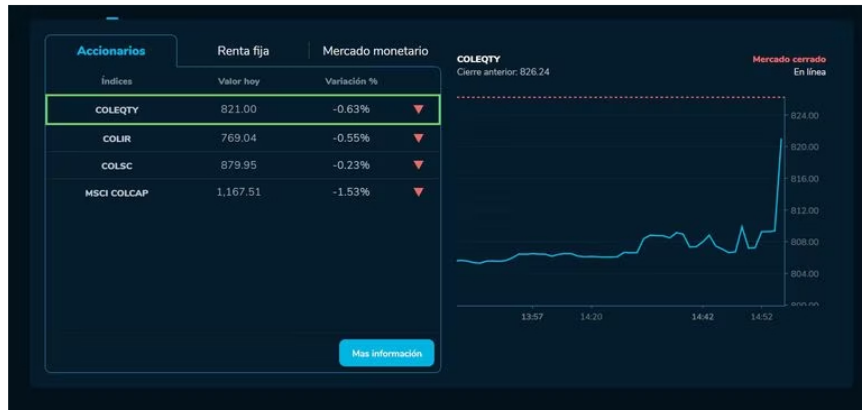 Accionarios Renta fija Mercado monetario
Índices Valor hoy Variación %
COLEQTY 821.00 -0.63%
COLIR 769.04 -0.55%
COLSC 879.95 -0.23%
MSCI COLCAP 1,167.51 -1.53%
Mas información
COLEQTY Mercado cerrado
Cierre anterior: 826.24 En línea
824.00
820.00
816.00
812.00
808.00
804.00
800.00
13:57 14:20 14:42 14:52